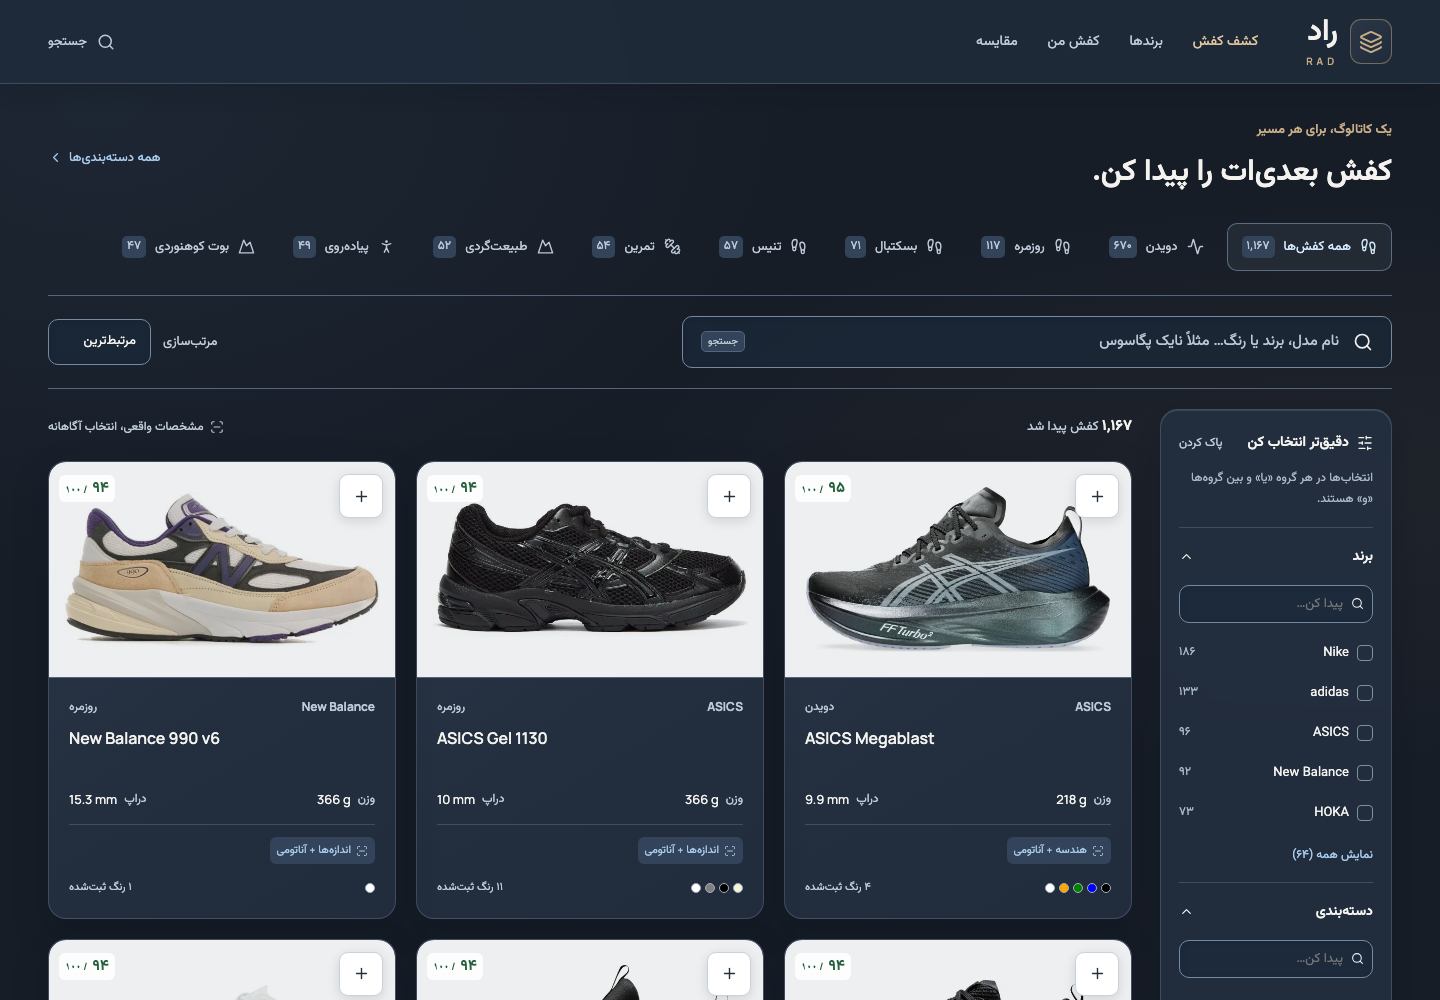 راد
RAD
کشف کفش
برندها
کفش من
مقایسه
جستجو
یک کاتالوگ، برای هر مسیر
کفش بعدی‌ات را پیدا کن.
همه دسته‌بندی‌ها
همه کفش‌ها ۱,۱۶۷
دویدن ۶۷۰
روزمره ۱۱۷
بسکتبال ۷۱
تنیس ۵۷
تمرین ۵۴
طبیعت‌گردی ۵۲
پیاده‌روی ۴۹
بوت کوهنوردی ۴۷
نام مدل، برند یا رنگ... مثلاً نایک پگاسوس
جستجو
مرتب‌سازی
مرتبط‌ترین
دقیق‌تر انتخاب کن
پاک کردن
انتخاب‌ها در هر گروه «یا» و بین گروه‌ها
«و» هستند.
برند
پیدا کن...
Nike ۱۸۶
adidas ۱۳۳
ASICS ۹۶
New Balance ۹۲
HOKA ۷۳
نمایش همه (۶۴)
دسته‌بندی
پیدا کن...
۱,۱۶۷ کفش پیدا شد
مشخصات واقعی، انتخاب آگاهانه
۹۵ / ۱۰۰
FF Turbo²
ASICS
دویدن
ASICS Megablast
وزن 218 g
دراپ 9.9 mm
هندسه + آناتومی
۴ رنگ ثبت‌شده
۹۴ / ۱۰۰
ASICS
روزمره
ASICS Gel 1130
وزن 366 g
دراپ 10 mm
اندازه‌ها + آناتومی
۱۱ رنگ ثبت‌شده
۹۴ / ۱۰۰
990
New Balance
روزمره
New Balance 990 v6
وزن 366 g
دراپ 15.3 mm
اندازه‌ها + آناتومی
۱ رنگ ثبت‌شده
۹۴ / ۱۰۰
۹۴ / ۱۰۰
۹۴ / ۱۰۰